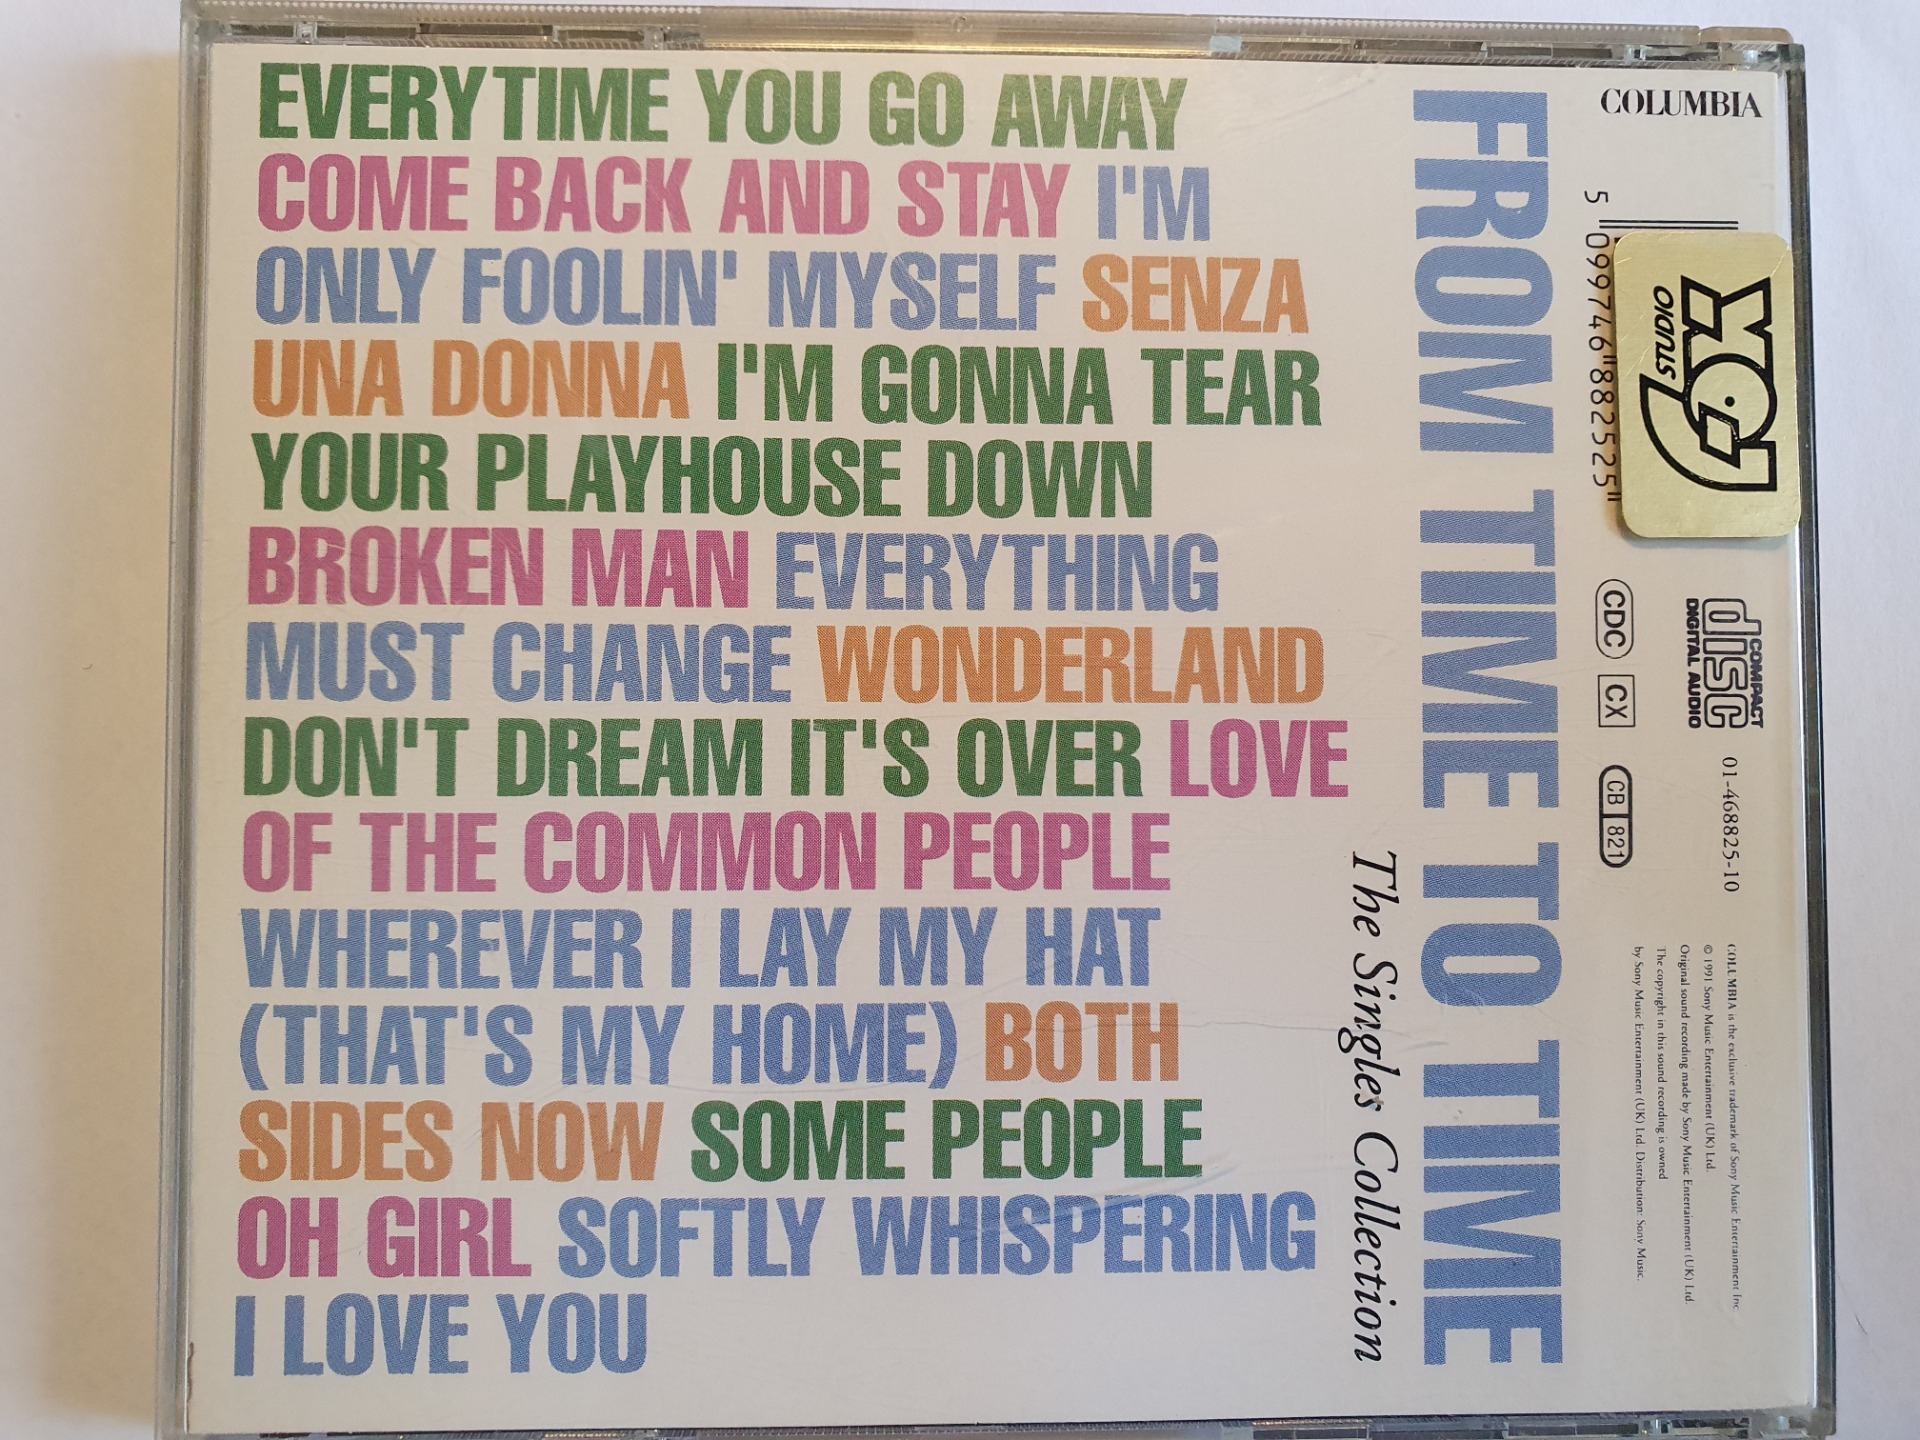 EVERYTIME YOU GO AWAY
COME BACK AND STAY I'M
ONLY FOOLIN' MYSELF SENZA
UNA DONNA I'M GONNA TEAR
YOUR PLAYHOUSE DOWN
BROKEN MAN EVERYTHING
MUST CHANGE WONDERLAND
DON'T DREAM IT'S OVER LOVE
OF THE COMMON PEOPLE
WHEREVER I LAY MY HAT
(THAT'S MY HOME) BOTH
SIDES NOW SOME PEOPLE
OH GIRL SOFTLY WHISPERING
I LOVE YOU
FROM TIME TO TIME
The Singles Collection
COLUMBIA
5 099746"882525"
STUDIO
CDC
CX
CB 821
COMPACT
disc
DIGITAL AUDIO
01-468825-10
COLUMBIA is the exclusive trademark of Sony Music Entertainment Inc.
© 1991 Sony Music Entertainment (UK) Ltd.
Original sound recording made by Sony Music Entertainment (UK) Ltd.
The copyright in this sound recording is owned
by Sony Music Entertainment (UK) Ltd. Distribution: Sony Music.